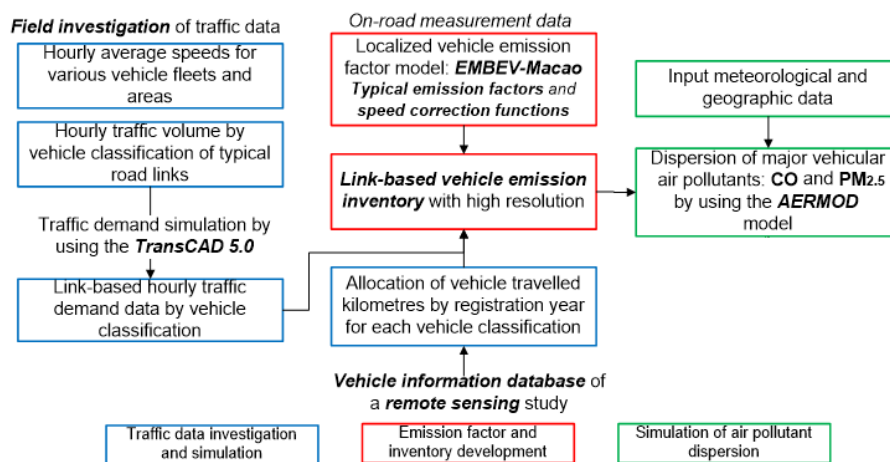 Field investigation of traffic data
Hourly average speeds for
various vehicle fleets and
areas
Hourly traffic volume by
vehicle classification of typical
road links
Traffic demand simulation by
using the TransCAD 5.0
Link-based hourly traffic
demand data by vehicle
classification
On-road measurement data
Localized vehicle emission
factor model: EMBEV-Macao
Typical emission factors and
speed correction functions
Link-based vehicle emission
inventory with high resolution
Allocation of vehicle travelled
kilometres by registration year
for each vehicle classification
Vehicle information database of
a remote sensing study
Input meteorological and
geographic data
Dispersion of major vehicular
air pollutants: CO and PM2.5
by using the AERMOD
model
Traffic data investigation
and simulation
Emission factor and
inventory development
Simulation of air pollutant
dispersion